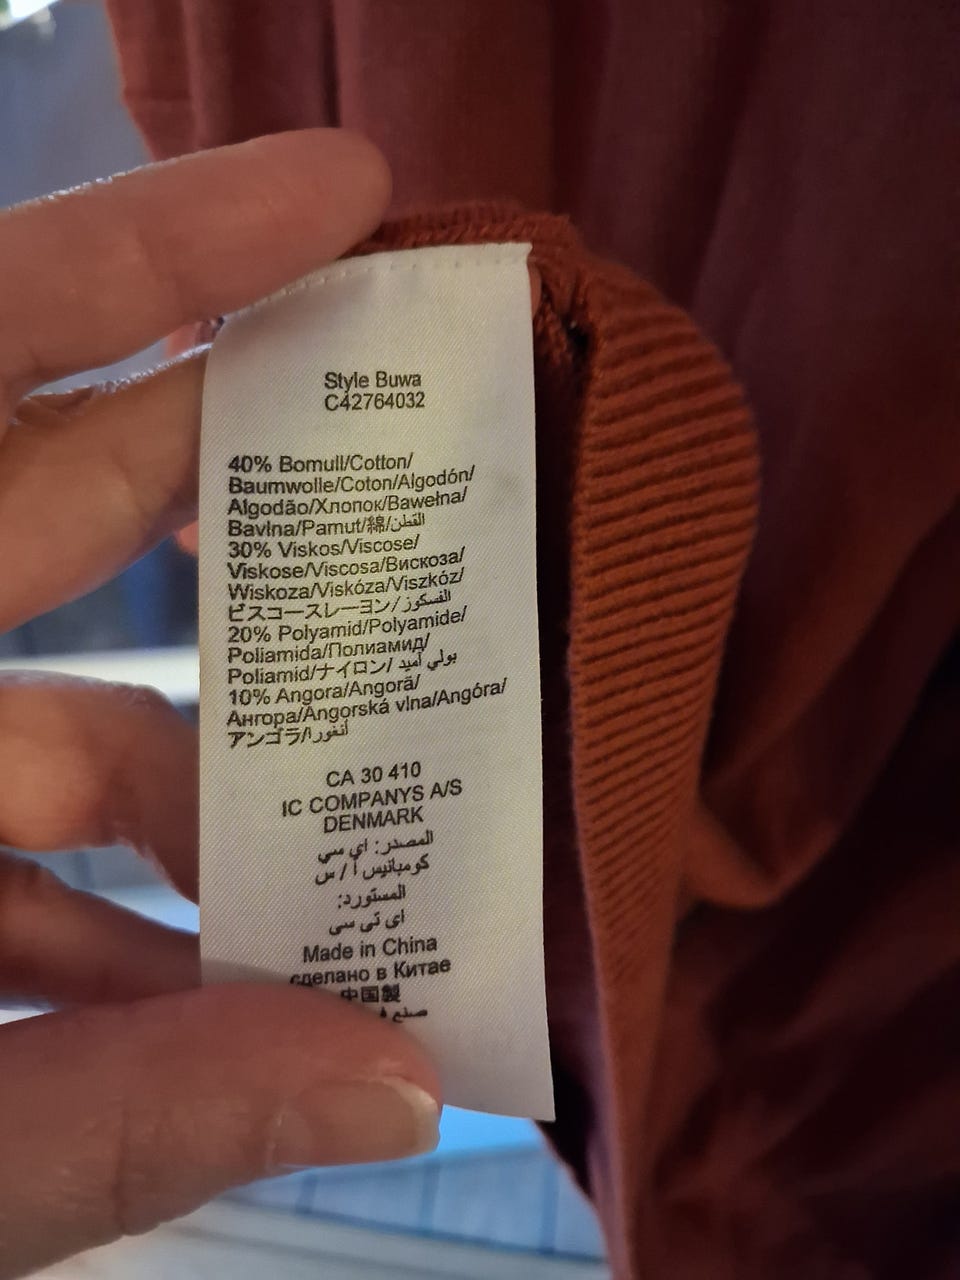 Style Buwa
C42764032
40% Bomull/Cotton/
Baumwolle/Coton/Algodón/
Algodão/Хлопок/Bawełna/
Bavlna/Pamut/綿/القطن
30% Viskos/Viscose/
Viskose/Viscosa/Вискоза/
Wiskoza/Viskóza/Viszkóz/
ビスコースレーヨン/الفسكوز
20% Polyamid/Polyamide/
Poliamida/Полиамид/
Poliamid/ナイロン/بولي أميد
10% Angora/Angorã/
Ангора/Angorská vlna/Angóra/
アンゴラ/أنغورا
CA 30 410
IC COMPANYS A/S
DENMARK
المصدر: اي سي
كومبانيس أ / س
المستورد:
اي تي سي
Made in China
сделано в Китае
中国製
صنع